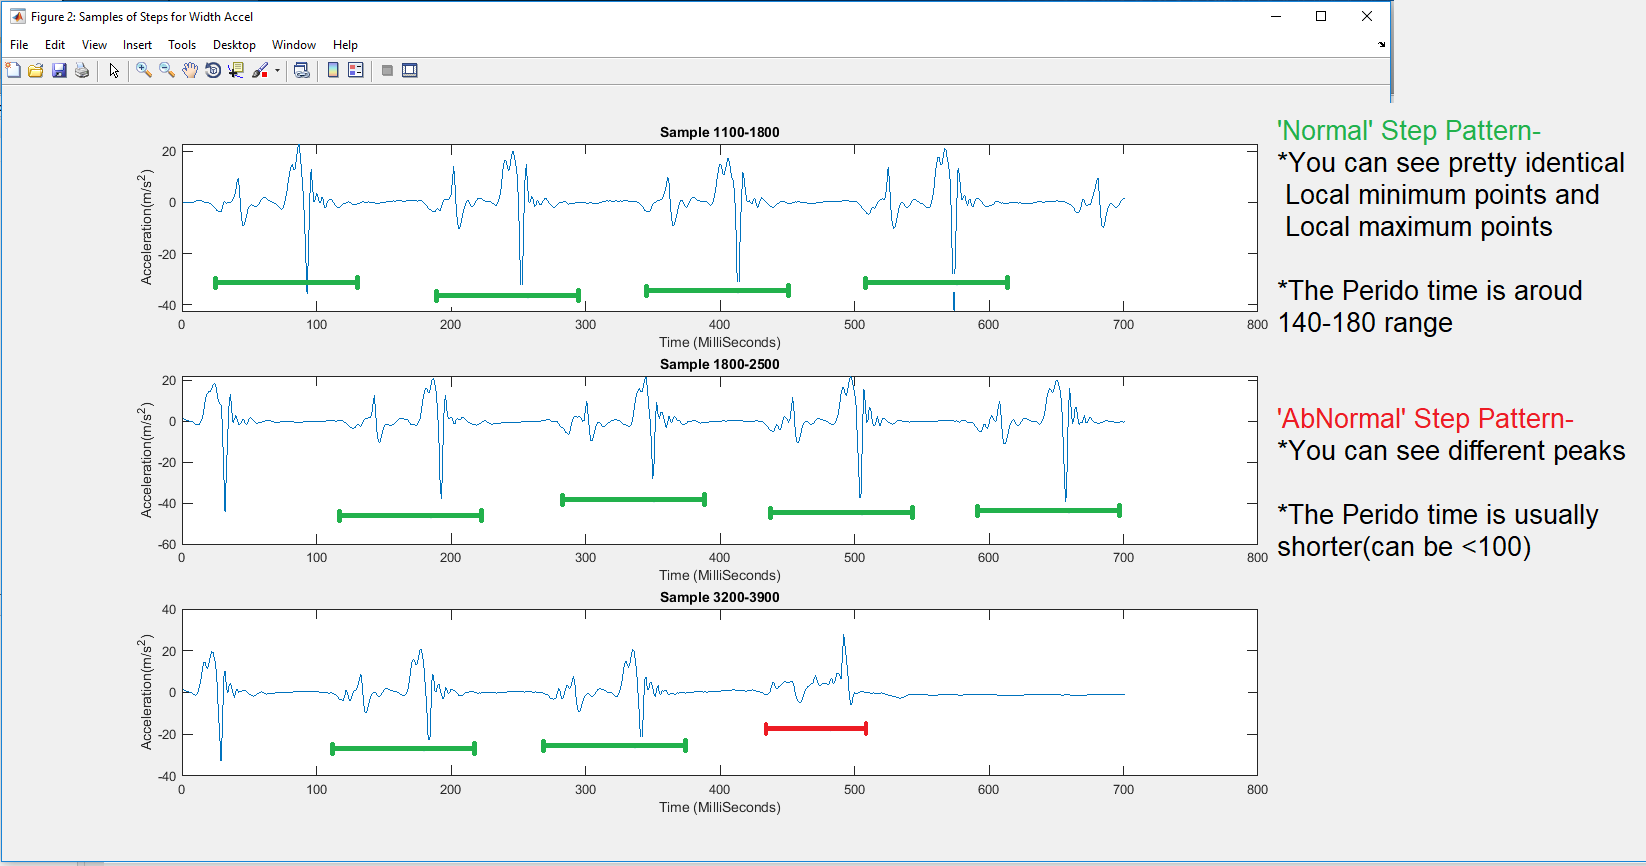 Figure 2: Samples of Steps for Width Accel
File Edit View Insert Tools Desktop Window Help
Sample 1100-1800
20
0
-20
-40
Acceleration(m/s²)
0 100 200 300 400 500 600 700 800
Time (MilliSeconds)
Sample 1800-2500
20
0
-20
-40
-60
Acceleration(m/s²)
0 100 200 300 400 500 600 700 800
Time (MilliSeconds)
Sample 3200-3900
40
20
0
-20
-40
Acceleration(m/s²)
0 100 200 300 400 500 600 700 800
Time (MilliSeconds)
'Normal' Step Pattern-
*You can see pretty identical
Local minimum points and
Local maximum points
*The Perido time is aroud
140-180 range
'AbNormal' Step Pattern-
*You can see different peaks
*The Perido time is usually
shorter(can be <100)